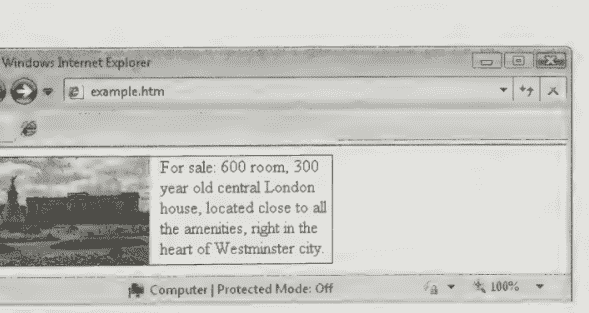 Windows Internet Explorer
example.htm
For sale: 600 room, 300
year old central London
house, located close to all
the amenities, right in the
heart of Westminster city.
Computer | Protected Mode: Off
100%